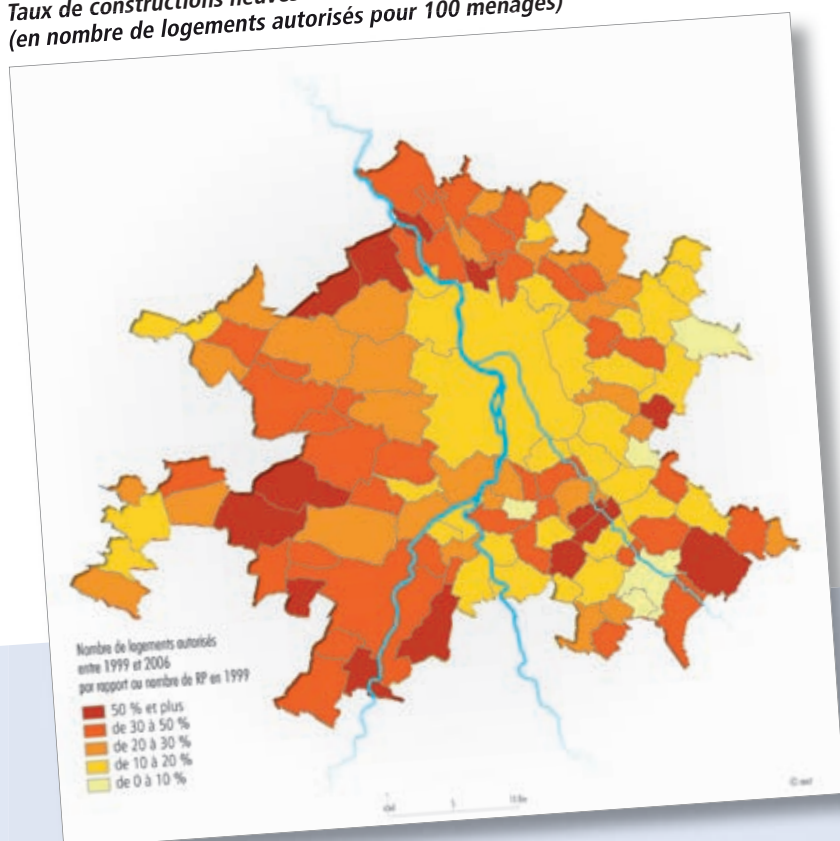 Taux de constructions neuves
(en nombre de logements autorisés pour 100 ménages)
Nombre de logements autorisés
entre 1999 et 2006
par rapport au nombre de RP en 1999
50 % et plus
de 30 à 50 %
de 20 à 30 %
de 10 à 20 %
de 0 à 10 %
5